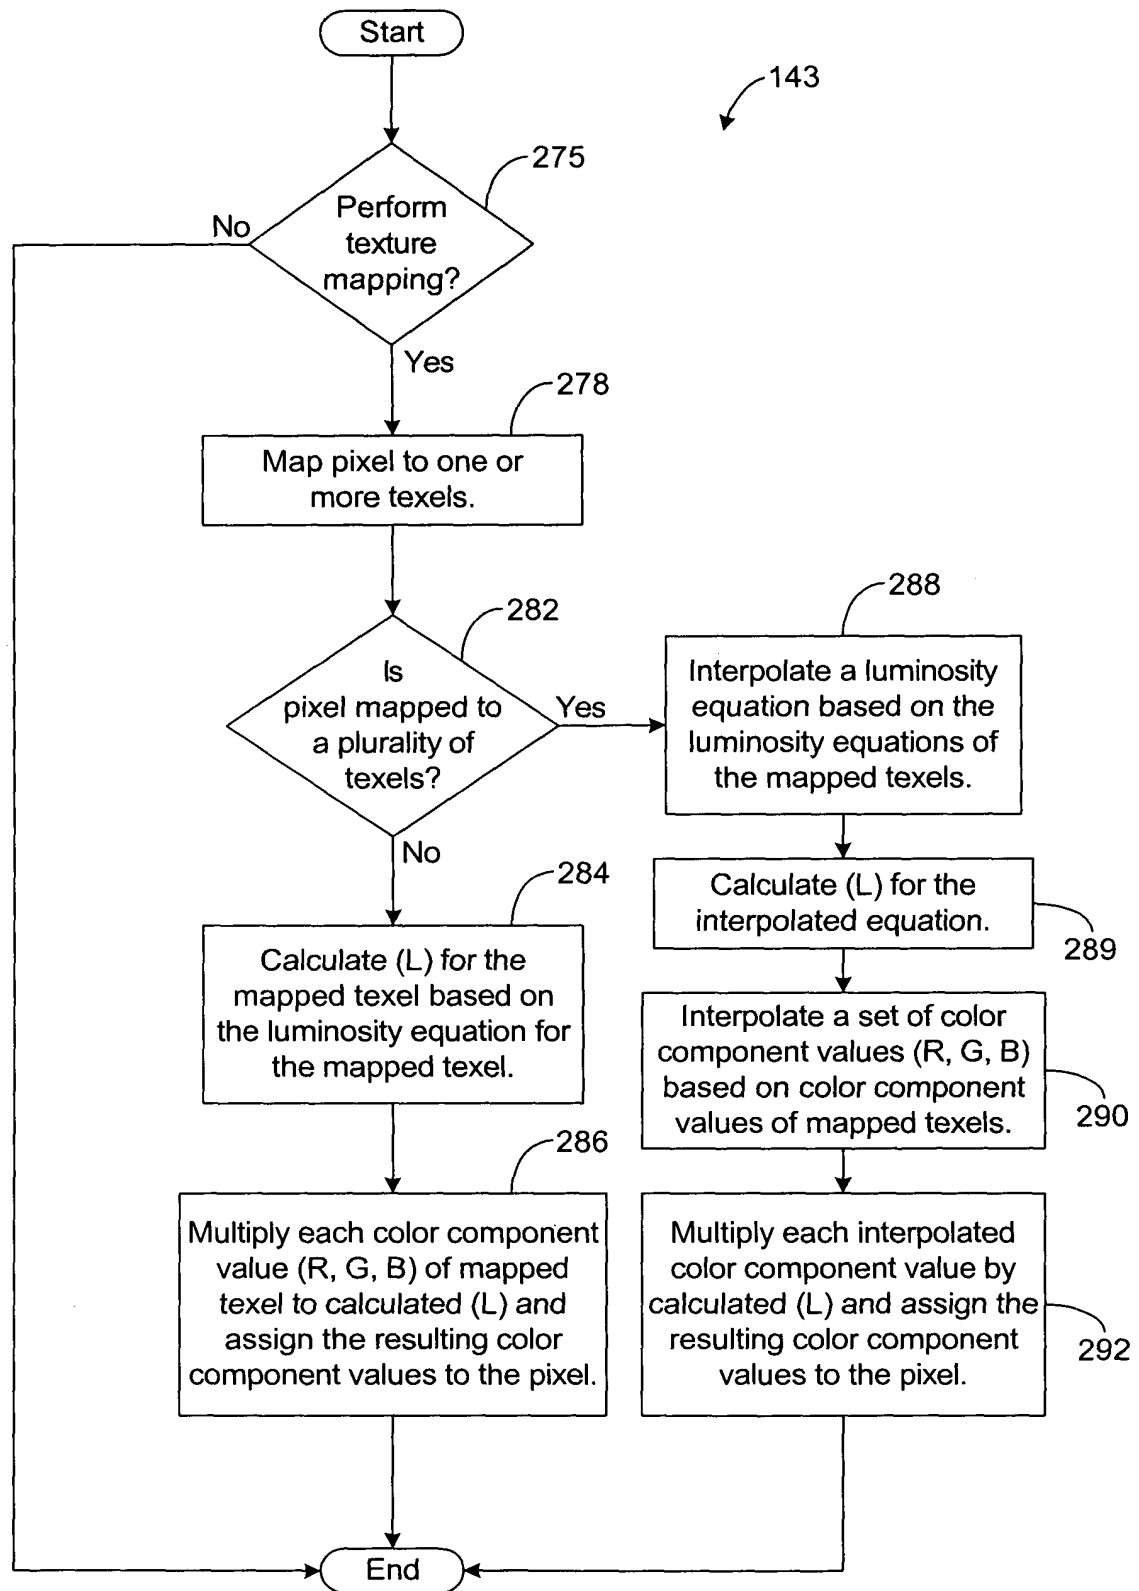 Start
143
275
No
Perform
texture
mapping?
Yes
278
Map pixel to one or
more texels.
282
Is
pixel mapped to
a plurality of
texels?
Yes
No
288
Interpolate a luminosity
equation based on the
luminosity equations of
the mapped texels.
284
Calculate (L) for the
mapped texel based on
the luminosity equation for
the mapped texel.
Calculate (L) for the
interpolated equation.
289
Interpolate a set of color
component values (R, G, B)
based on color component
values of mapped texels.
290
286
Multiply each color component
value (R, G, B) of mapped
texel to calculated (L) and
assign the resulting color
component values to the pixel.
Multiply each interpolated
color component value by
calculated (L) and assign the
resulting color component
values to the pixel.
292
End